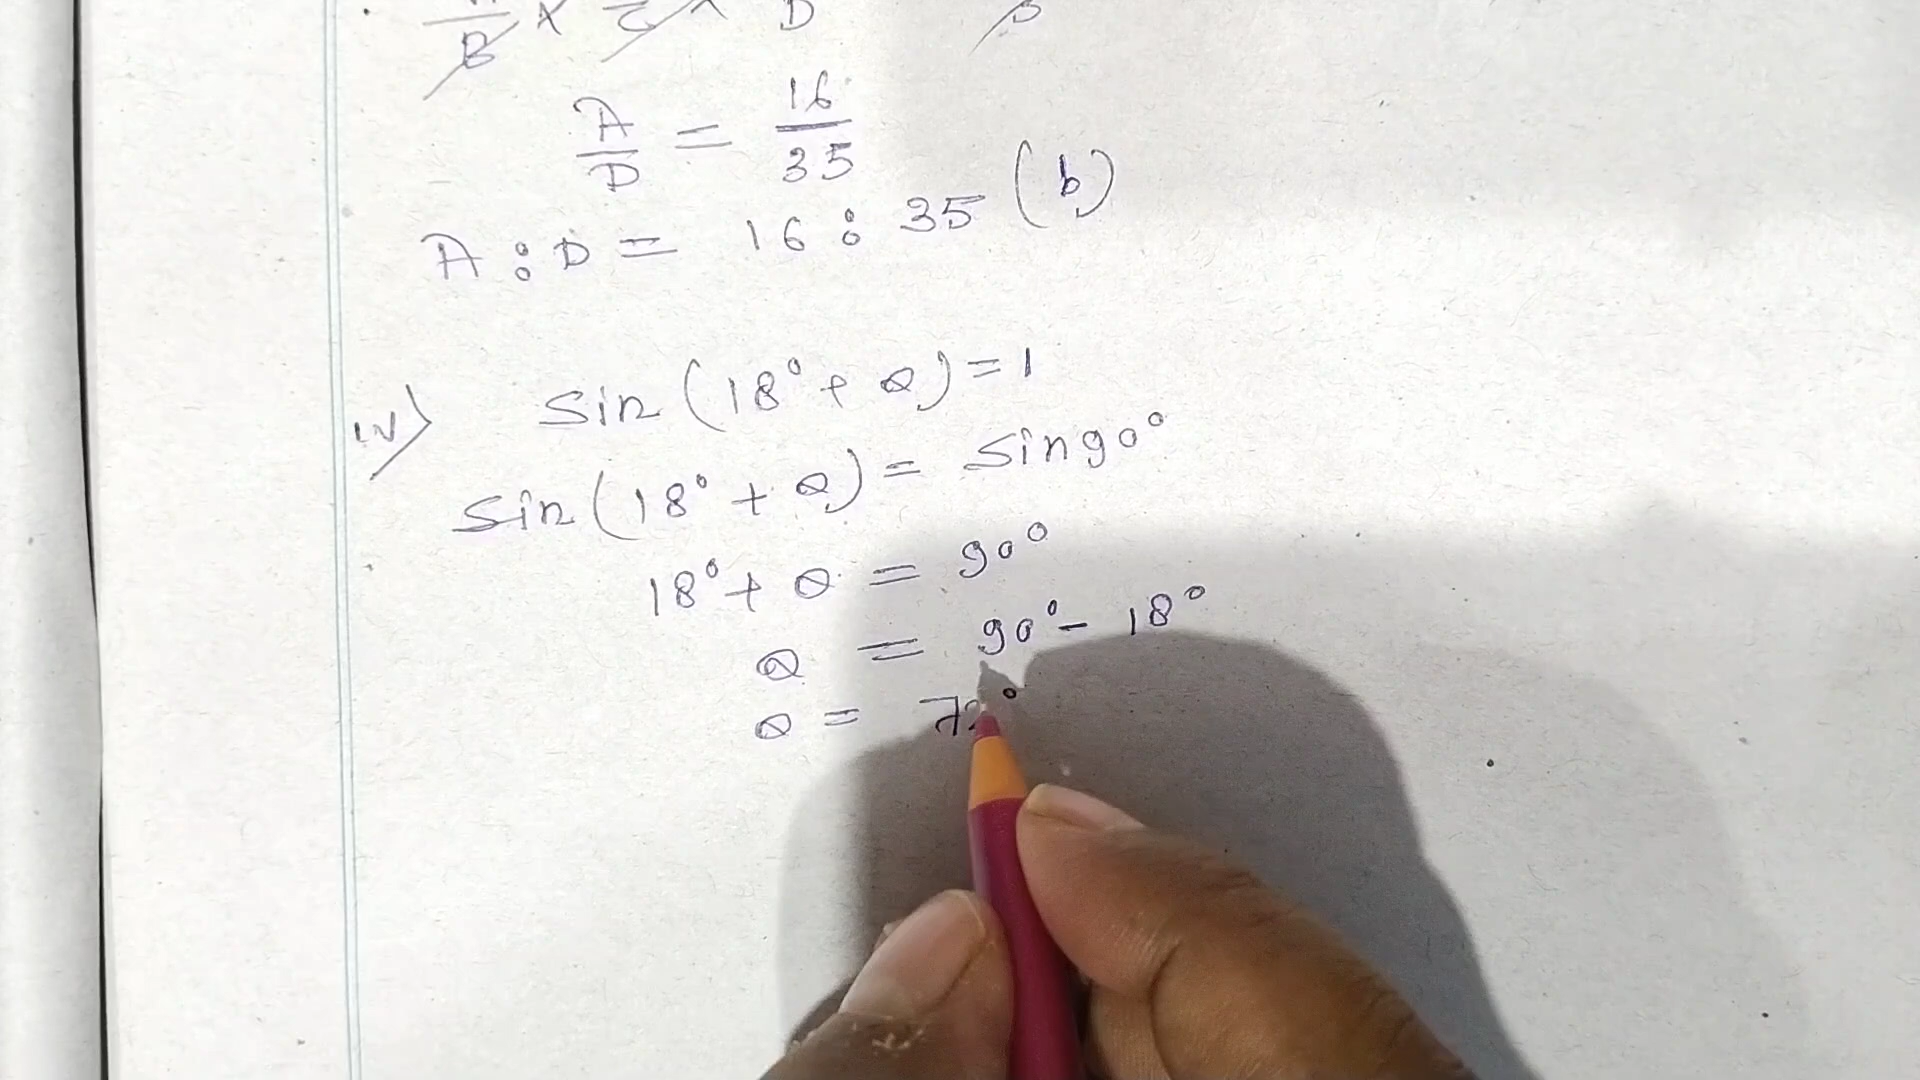 B × C × D
A/D = 16/35
A : D = 16 : 35 (b)
iv) Sin (18° + θ) = 1
Sin (18° + θ) = Sin 90°
18° + θ = 90°
θ = 90° - 18°
θ = 72°